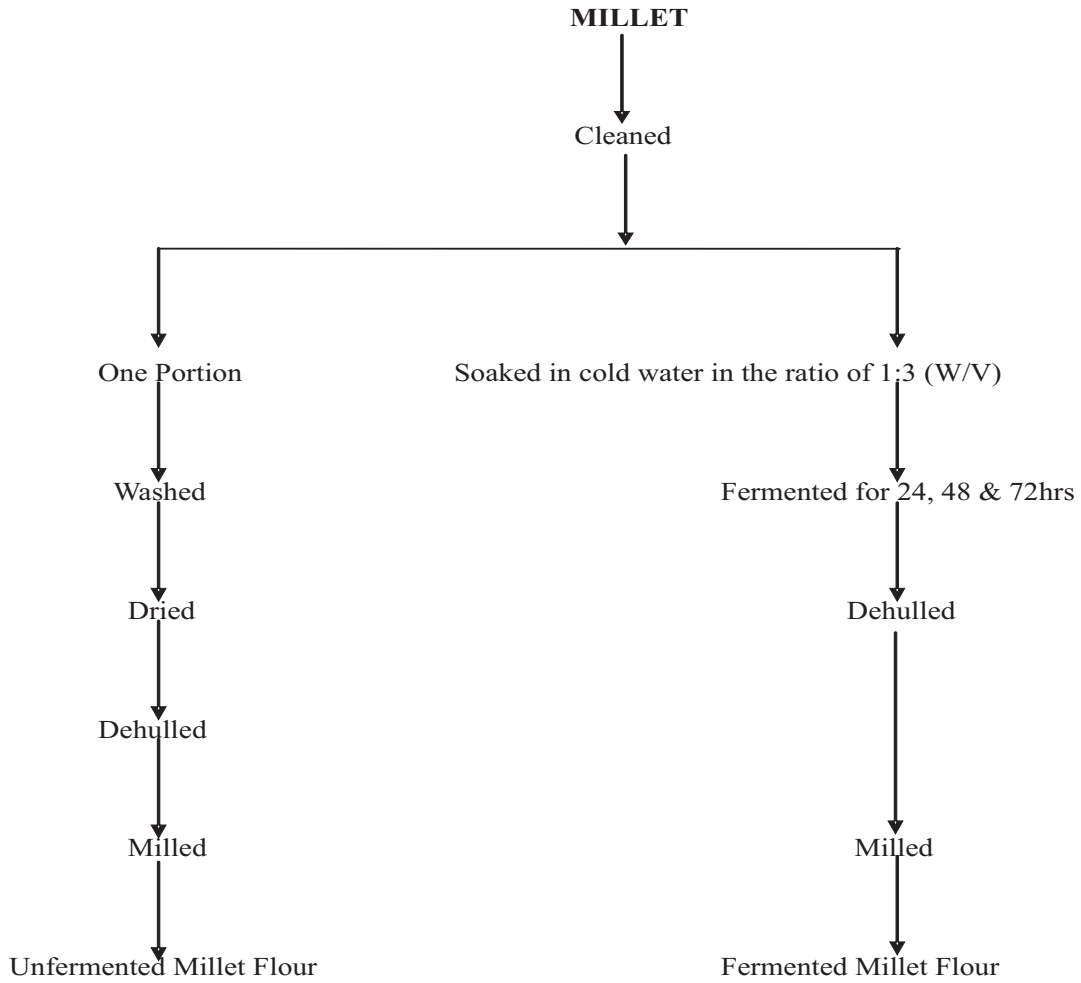 MILLET
Cleaned
One Portion
Soaked in cold water in the ratio of 1:3 (W/V)
Washed
Fermented for 24, 48 & 72hrs
Dried
Dehulled
Dehulled
Milled
Milled
Unfermented Millet Flour
Fermented Millet Flour